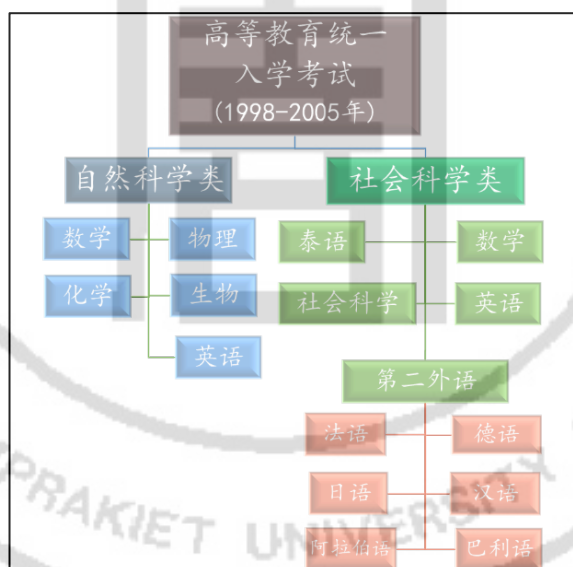 高等教育统一
入学考试
(1998-2005年)
自然科学类 社会科学类
数学 物理 泰语 数学
化学 生物 社会科学 英语
英语
第二外语
法语 德语
日语 汉语
阿拉伯语 巴利语
PRAKIET UNIVERSITY